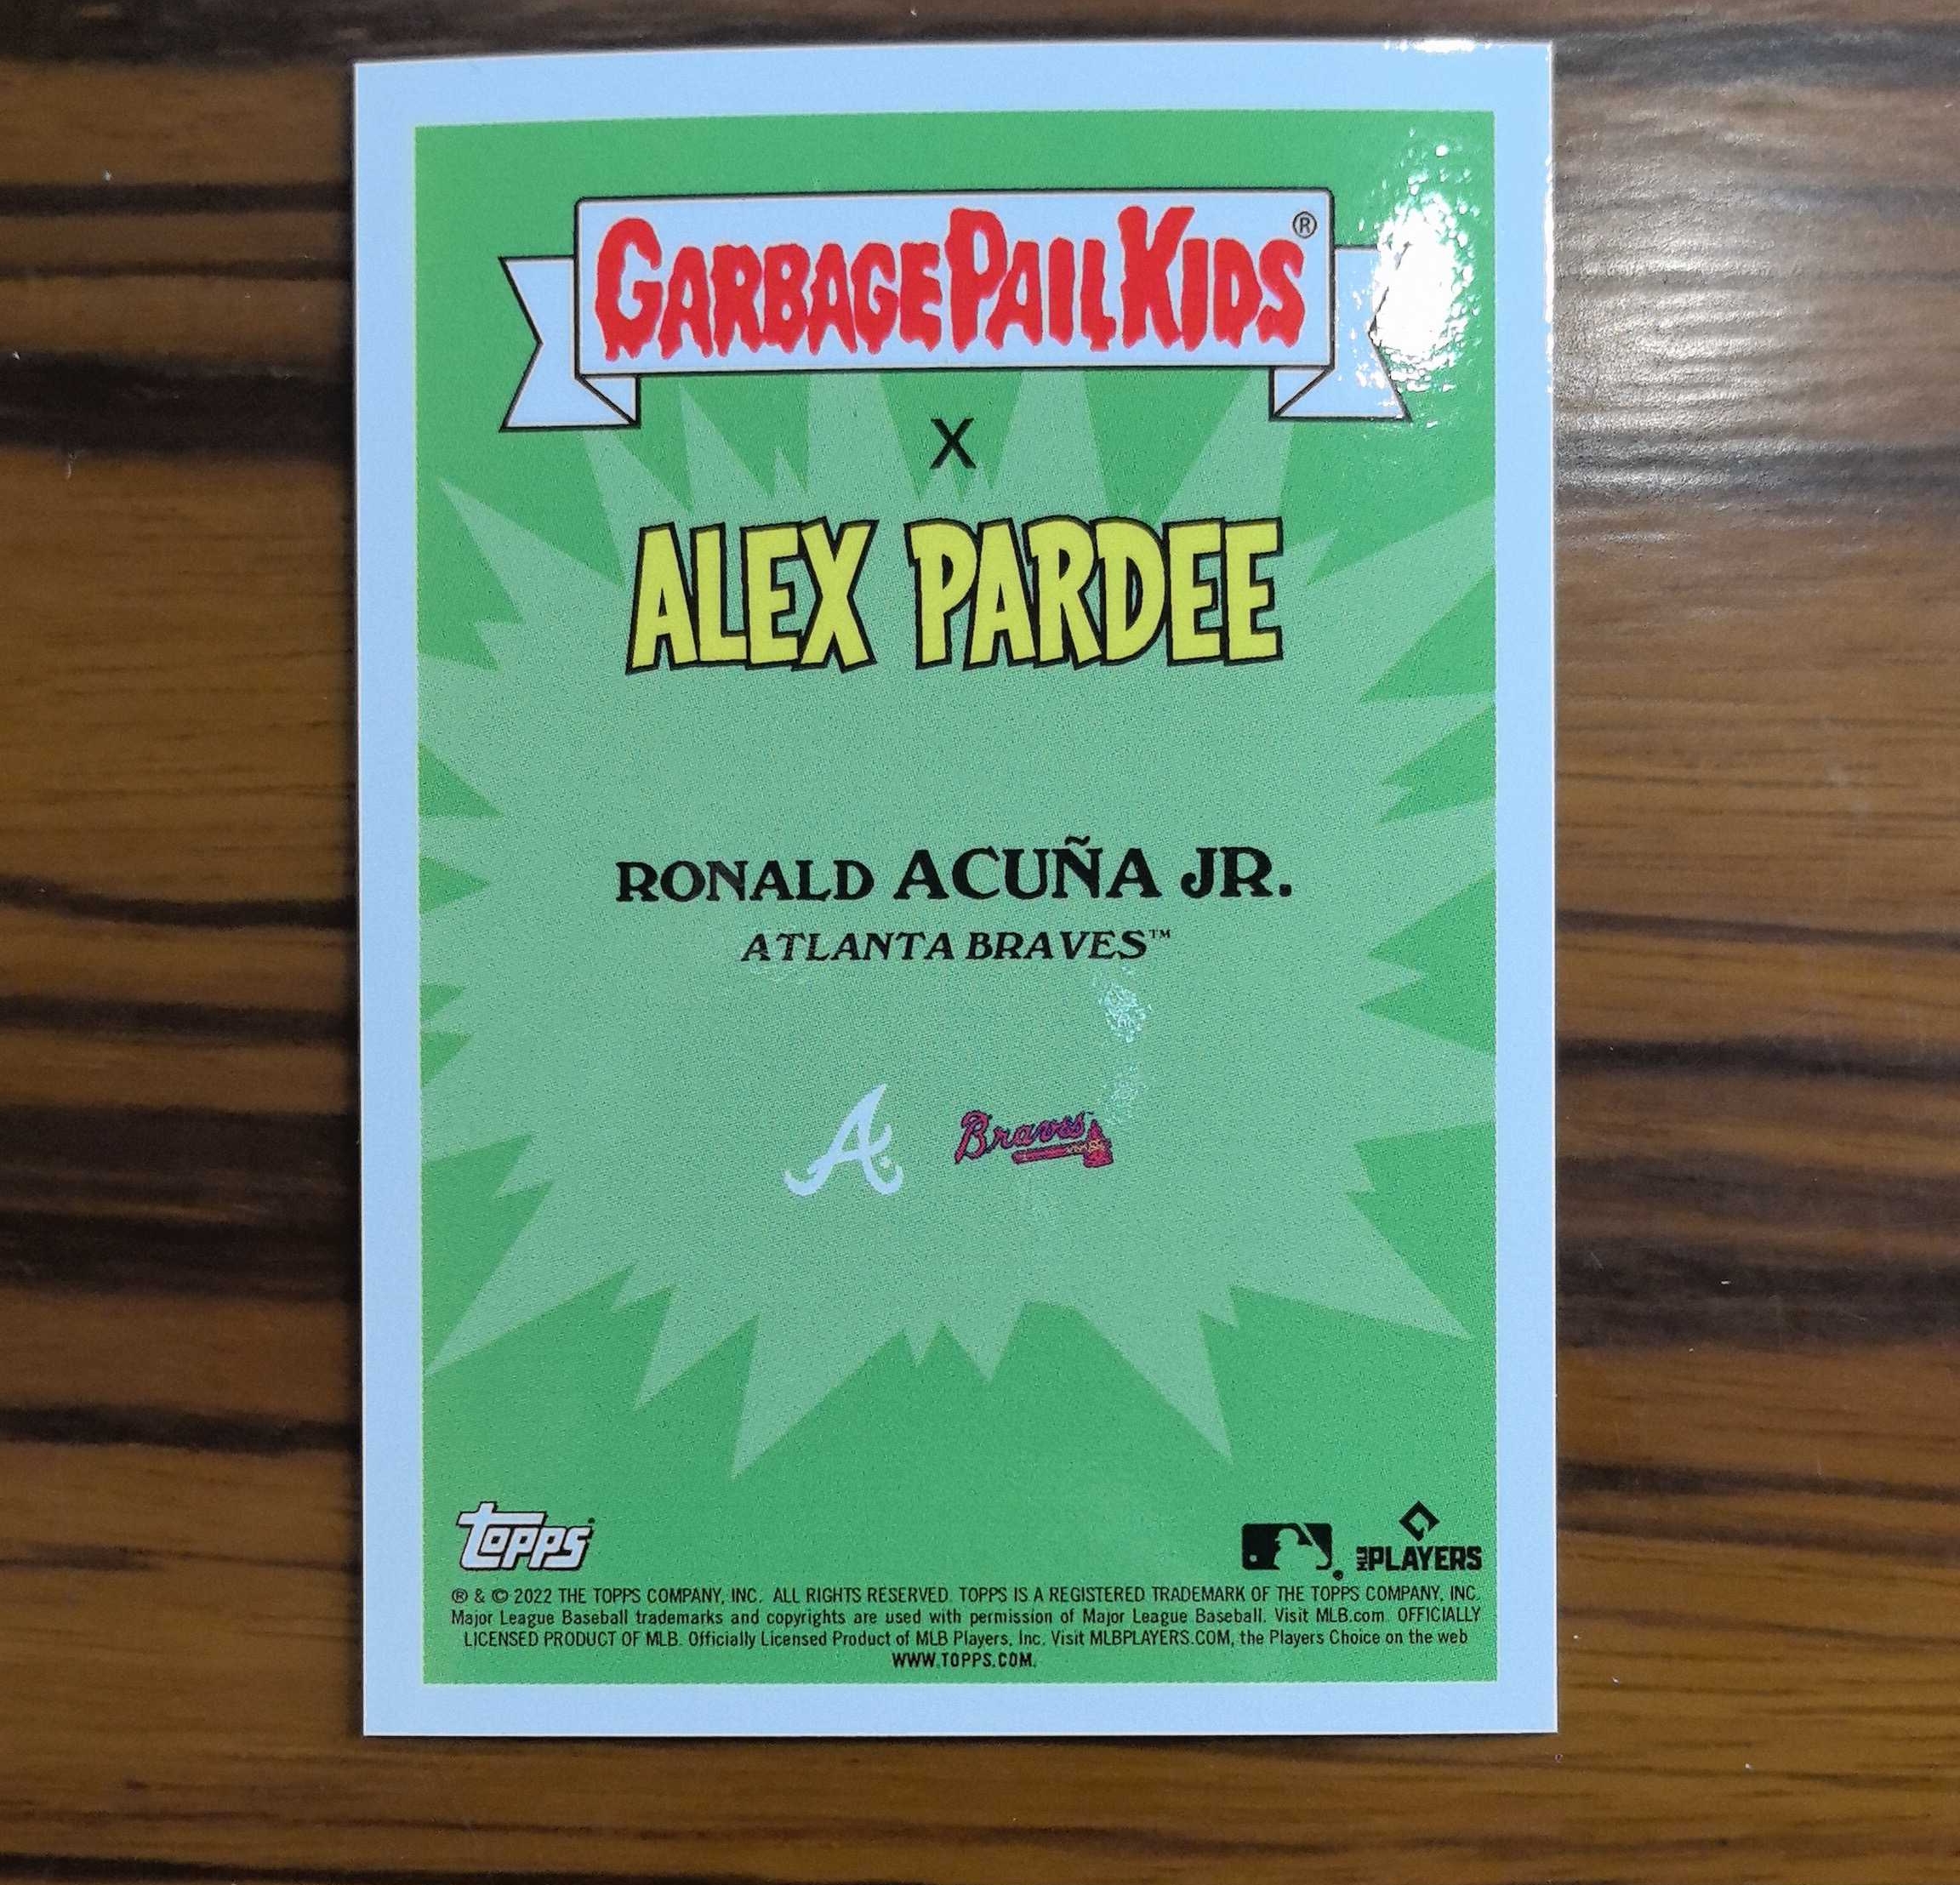 GARBAGE PAIL KIDS®
X
ALEX PARDEE
RONALD ACUÑA JR.
ATLANTA BRAVES™
A Braves
topps
MLB PLAYERS
® & © 2022 THE TOPPS COMPANY, INC. ALL RIGHTS RESERVED. TOPPS IS A REGISTERED TRADEMARK OF THE TOPPS COMPANY, INC.
Major League Baseball trademarks and copyrights are used with permission of Major League Baseball. Visit MLB.com. OFFICIALLY
LICENSED PRODUCT OF MLB. Officially Licensed Product of MLB Players, Inc. Visit MLBPLAYERS.COM, the Players Choice on the web
WWW.TOPPS.COM.